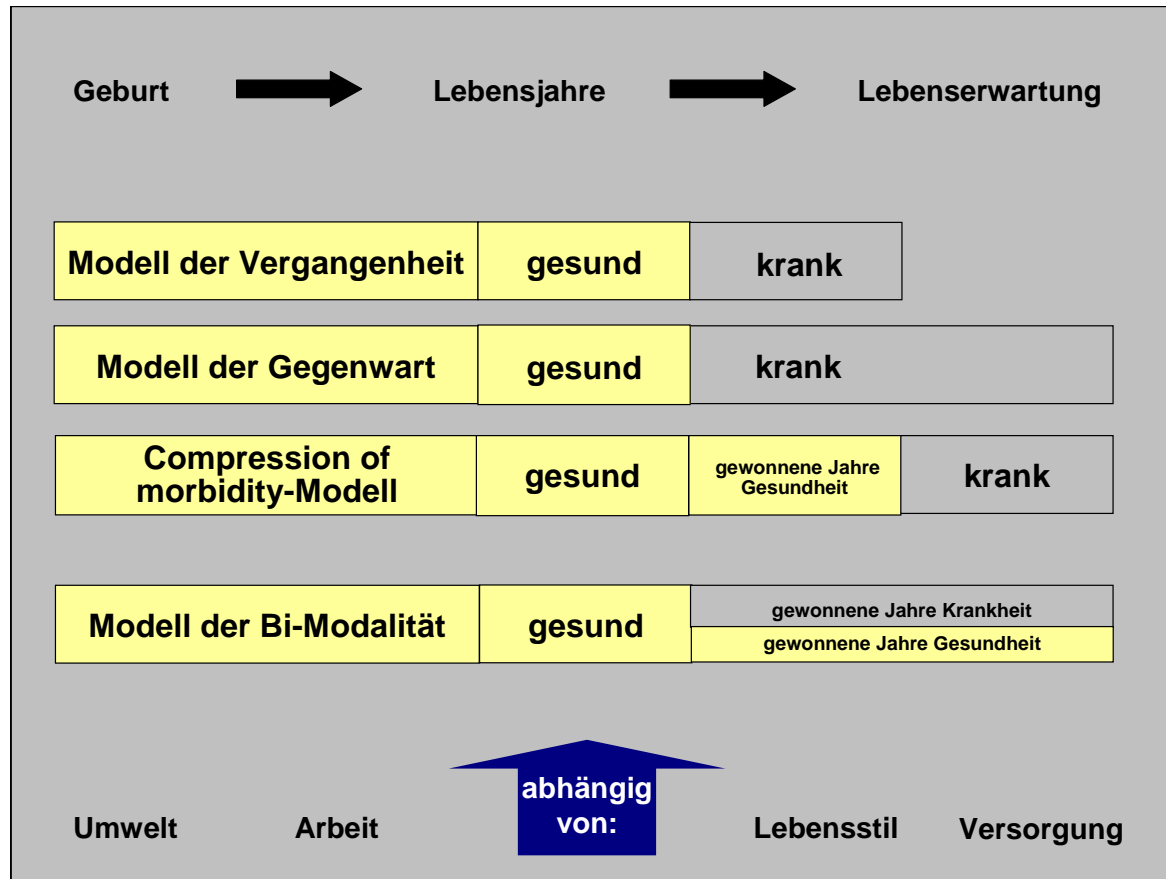 Geburt Lebensjahre Lebenserwartung
Modell der Vergangenheit gesund krank
Modell der Gegenwart gesund krank
Compression of
morbidity-Modell
gesund
gewonnene Jahre
Gesundheit
krank
Modell der Bi-Modalität gesund
gewonnene Jahre Krankheit
gewonnene Jahre Gesundheit
abhängig
von:
Umwelt Arbeit Lebensstil Versorgung